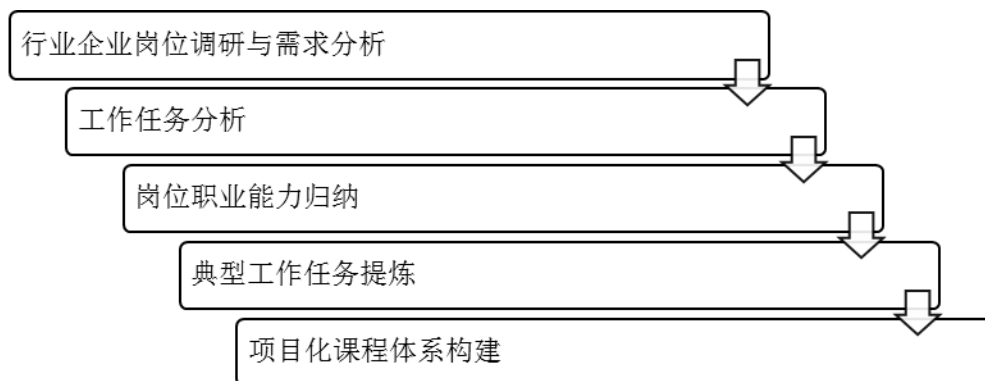 行业企业岗位调研与需求分析
工作任务分析
岗位职业能力归纳
典型工作任务提炼
项目化课程体系构建